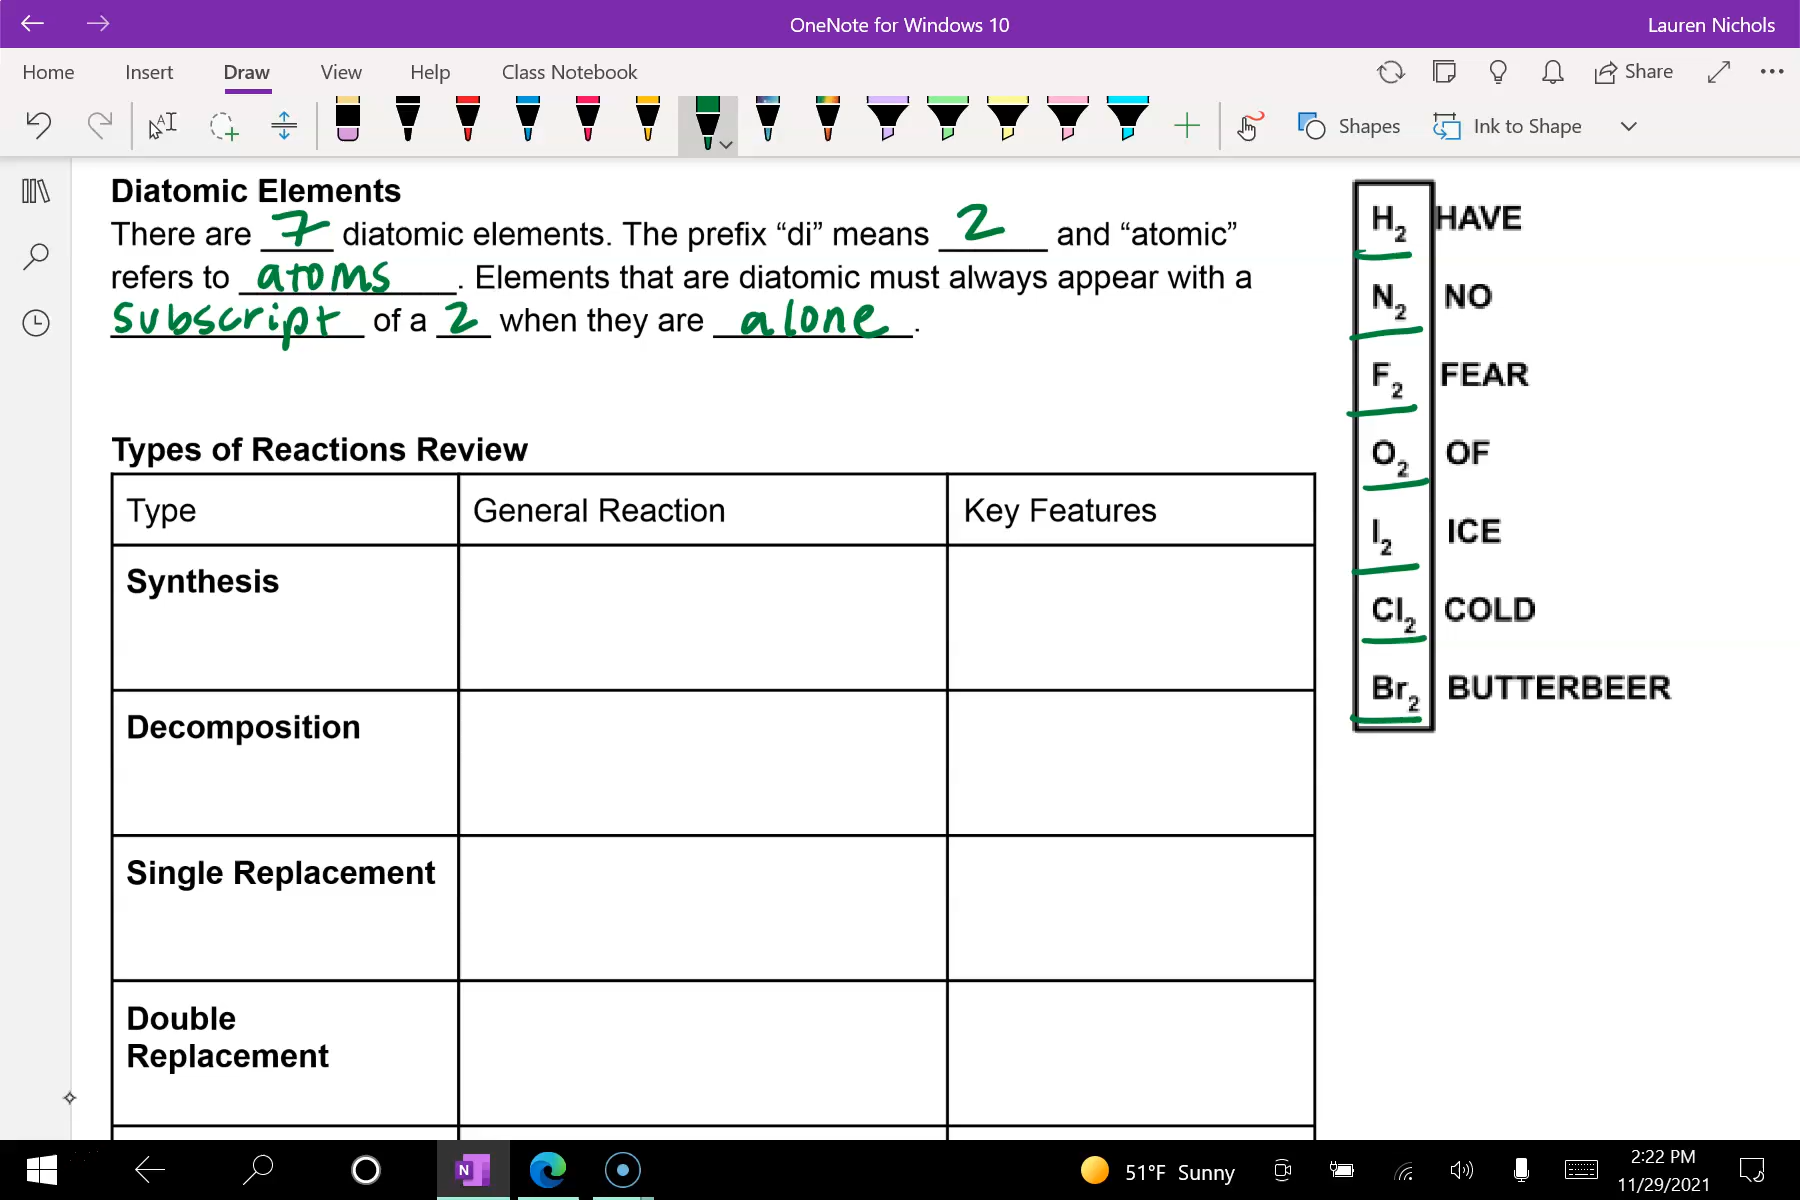 OneNote for Windows 10
Lauren Nichols
Home Insert Draw View Help Class Notebook Share
Shapes Ink to Shape
Diatomic Elements
There are 7 diatomic elements. The prefix “di” means 2 and “atomic”
refers to atoms. Elements that are diatomic must always appear with a
subscript of a 2 when they are alone.
H2 HAVE
N2 NO
F2 FEAR
O2 OF
I2 ICE
Cl2 COLD
Br2 BUTTERBEER
Types of Reactions Review
Type General Reaction Key Features
Synthesis
Decomposition
Single Replacement
Double
Replacement
51°F Sunny
2:22 PM
11/29/2021